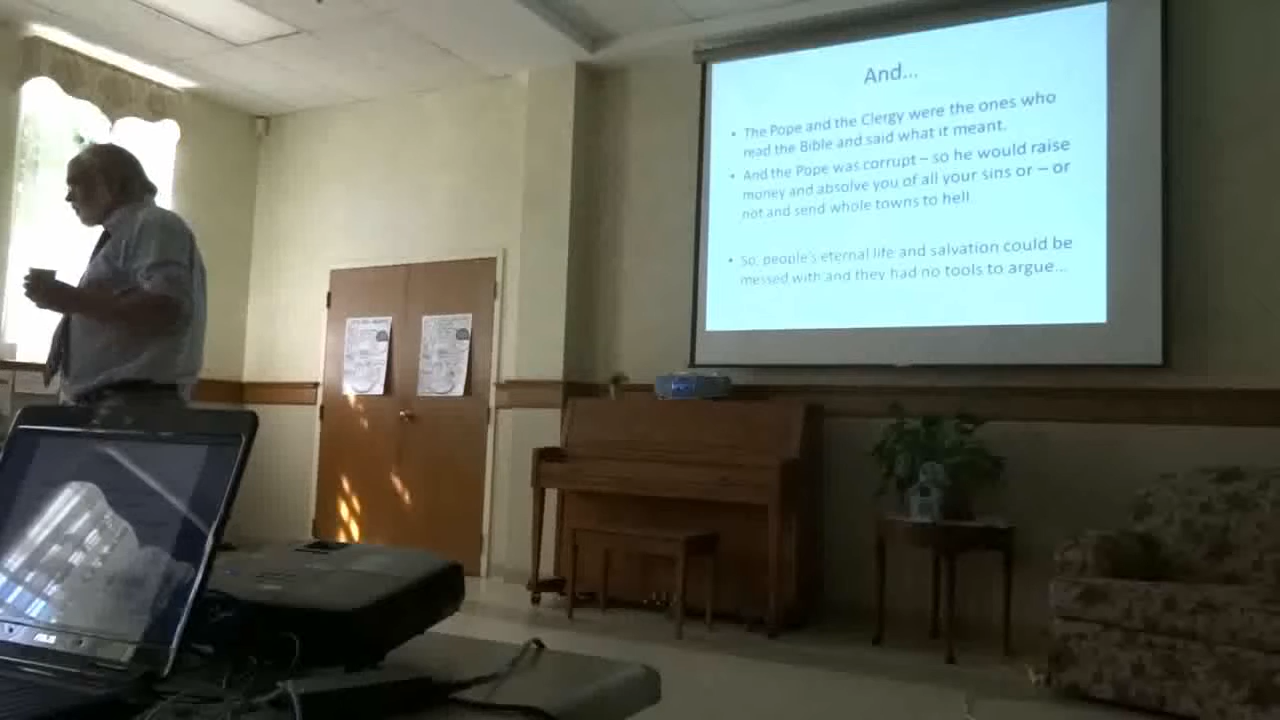 And...
• The Pope and the Clergy were the ones who
read the Bible and said what it meant.
• And the Pope was corrupt – so he would raise
money and absolve you of all your sins or – or
not and send whole towns to hell
• So, people's eternal life and salvation could be
messed with and they had no tools to argue...
ASUS